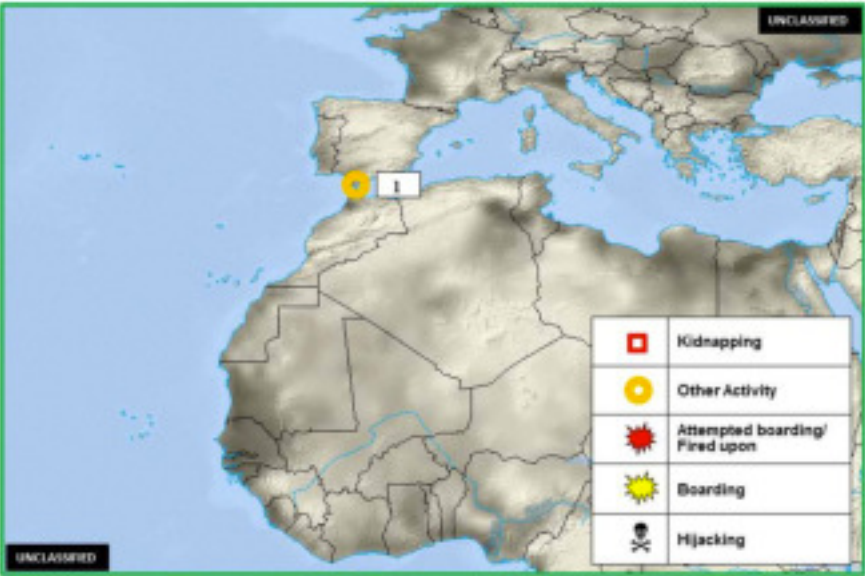 UNCLASSIFIED
1
Kidnapping
Other Activity
Attempted boarding/
Fired upon
Boarding
Hijacking
UNCLASSIFIED